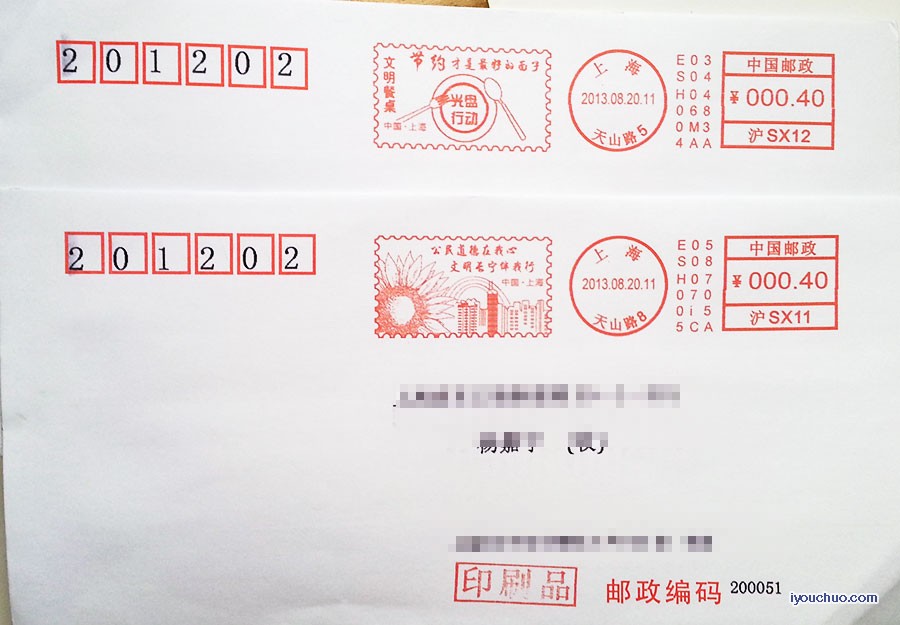 201202
文明餐桌
节约才是最好的面子
光盘
行动
中国·上海
上海
2013.08.20.11
天山路5
E03
S04
H04
068
0M3
4AA
中国邮政
¥000.40
沪SX12
201202
公民道德在我心
文明长宁伴我行
中国·上海
上海
2013.08.20.11
天山路8
E05
S08
H07
070
0i5
5CA
中国邮政
¥000.40
沪SX11
印刷品
邮政编码 200051
iyouchuo.com